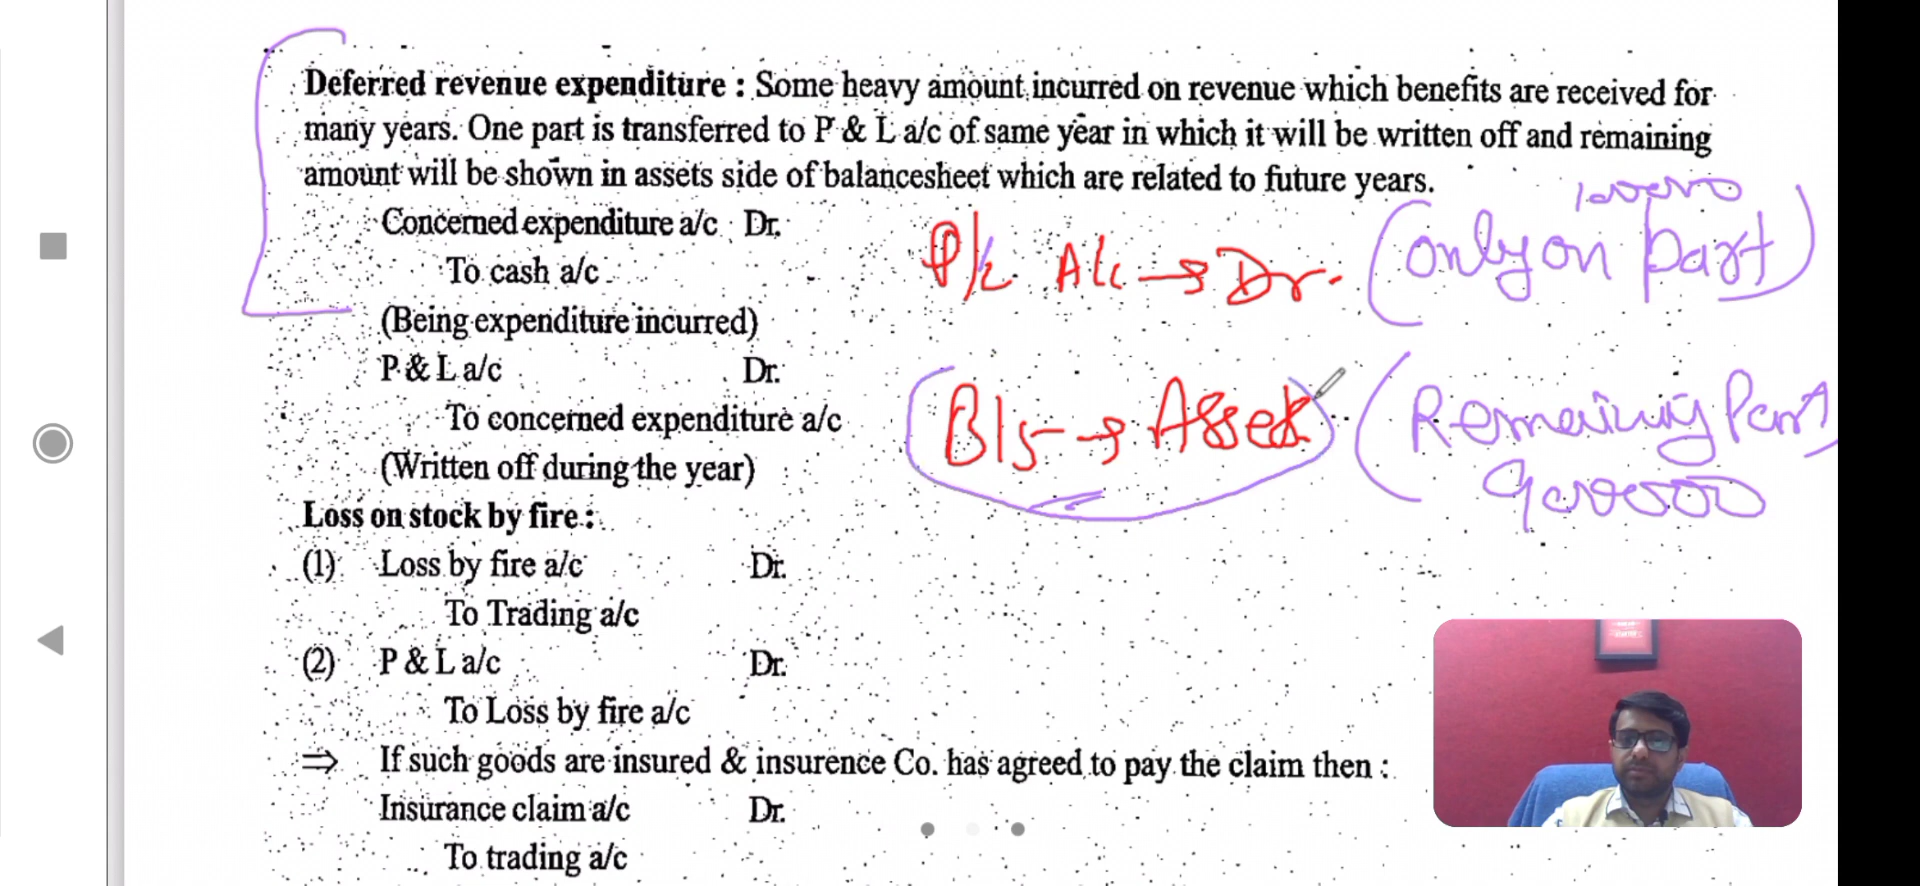 Deferred revenue expenditure : Some heavy amount incurred on revenue which benefits are received for
many years. One part is transferred to P & L a/c of same year in which it will be written off and remaining
amount will be shown in assets side of balancesheet which are related to future years.
Concerned expenditure a/c Dr.
To cash a/c
(Being expenditure incurred)
P & L a/c Dr.
To concerned expenditure a/c
(Written off during the year)
Loss on stock by fire :
(1) Loss by fire a/c Dr.
To Trading a/c
(2) P & L a/c Dr.
To Loss by fire a/c
⇒ If such goods are insured & insurence Co. has agreed to pay the claim then :
Insurance claim a/c Dr.
To trading a/c
P/L A/c → Dr. (only on part)
B/S → Asset (Remaining Part